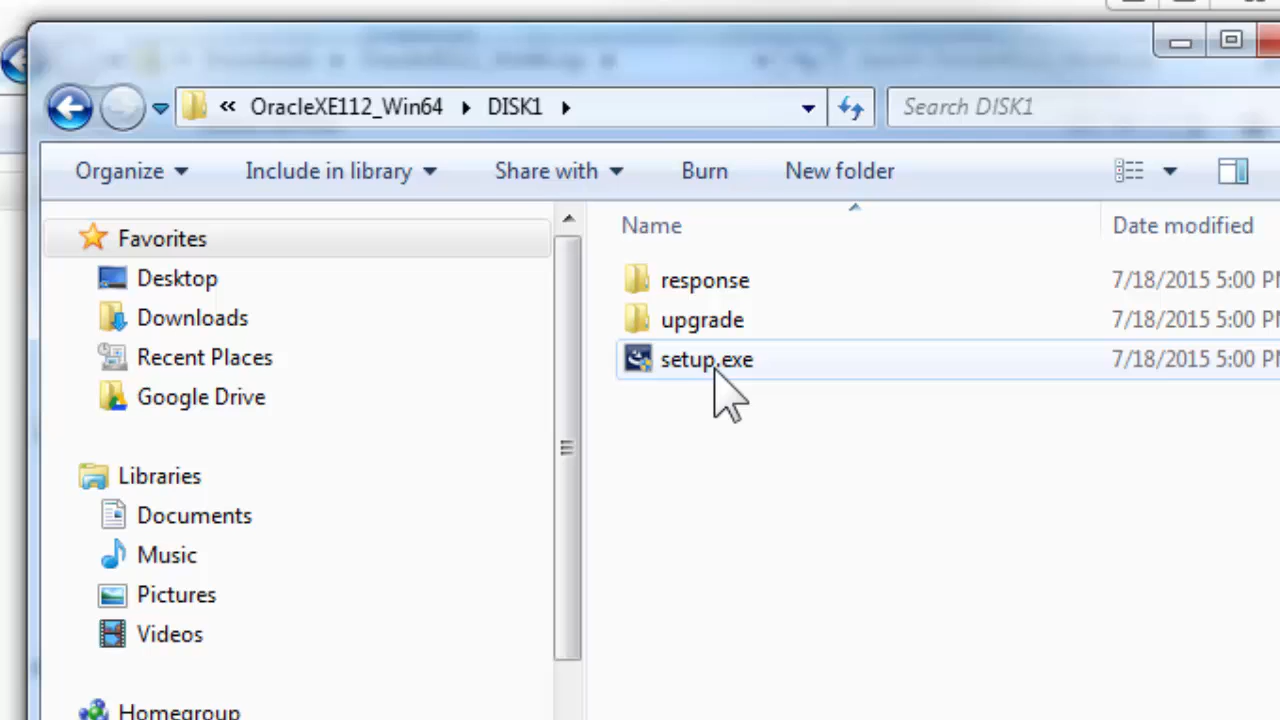 OracleXE112_Win64 DISK1 Search DISK1
Organize Include in library Share with Burn New folder
Name Date modified
Favorites
Desktop
Downloads
Recent Places
Google Drive
Libraries
Documents
Music
Pictures
Videos
Homegroup
response 7/18/2015 5:00 PM
upgrade 7/18/2015 5:00 PM
setup.exe 7/18/2015 5:00 PM